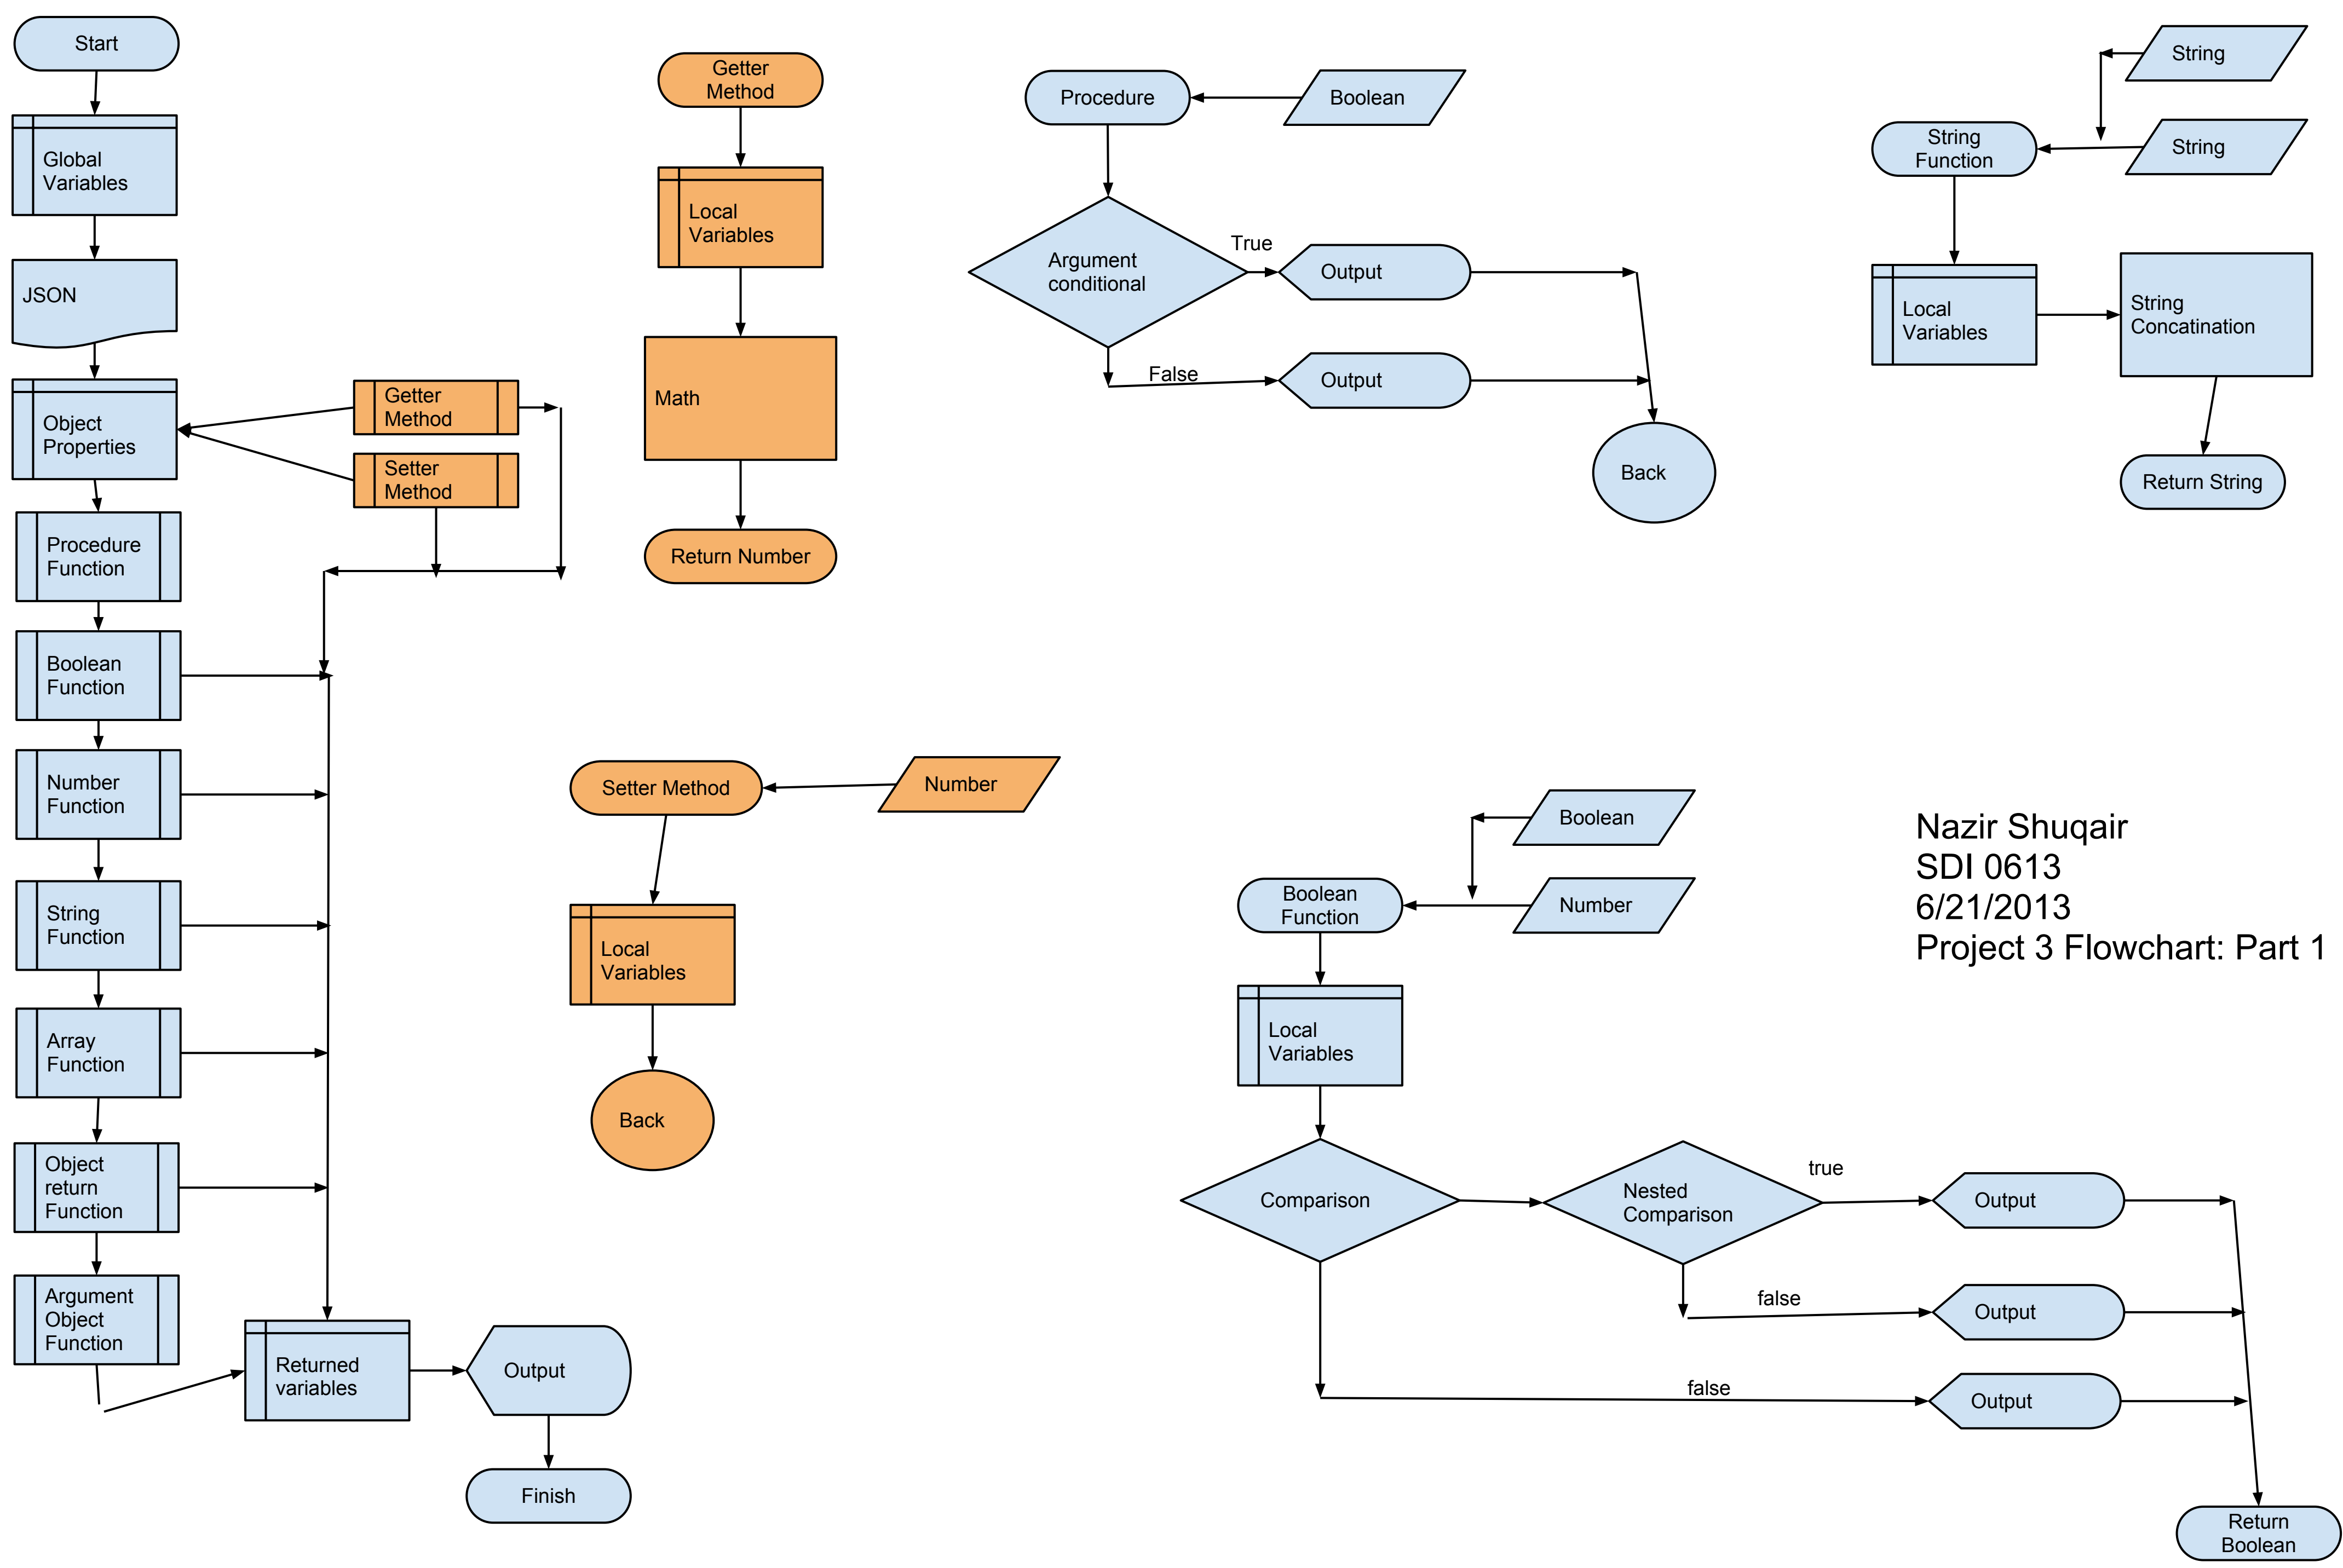 Start
Global
Variables
JSON
Object
Properties
Getter
Method
Setter
Method
Procedure
Function
Boolean
Function
Number
Function
String
Function
Array
Function
Object
return
Function
Argument
Object
Function
Returned
variables
Output
Finish
Getter
Method
Local
Variables
Math
Return Number
Setter Method
Number
Local
Variables
Back
Procedure
Boolean
Argument
conditional
True
Output
False
Output
Back
String
String
String
Function
Local
Variables
String
Concatination
Return String
Boolean
Number
Boolean
Function
Local
Variables
Comparison
Nested
Comparison
true
Output
false
Output
false
Output
Return
Boolean
Nazir Shuqair
SDI 0613
6/21/2013
Project 3 Flowchart: Part 1